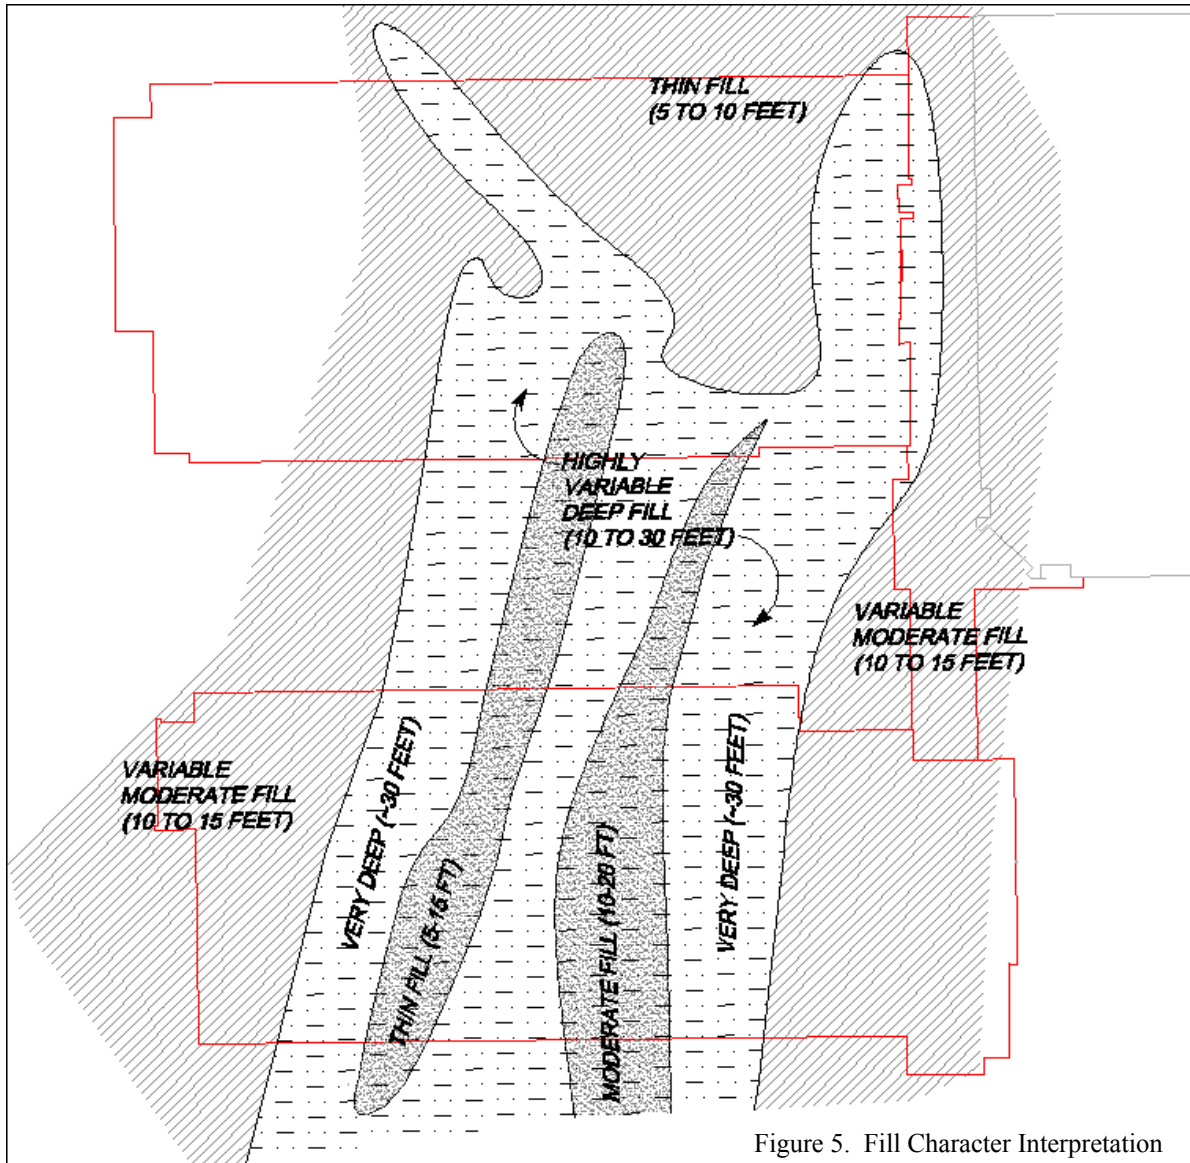 THIN FILL
(5 TO 10 FEET)
HIGHLY
VARIABLE
DEEP FILL
(10 TO 30 FEET)
VARIABLE
MODERATE FILL
(10 TO 15 FEET)
VARIABLE
MODERATE FILL
(10 TO 15 FEET)
VERY DEEP (~30 FEET)
THIN FILL (5-15 FT)
MODERATE FILL (10-20 FT)
VERY DEEP (~30 FEET)
Figure 5. Fill Character Interpretation